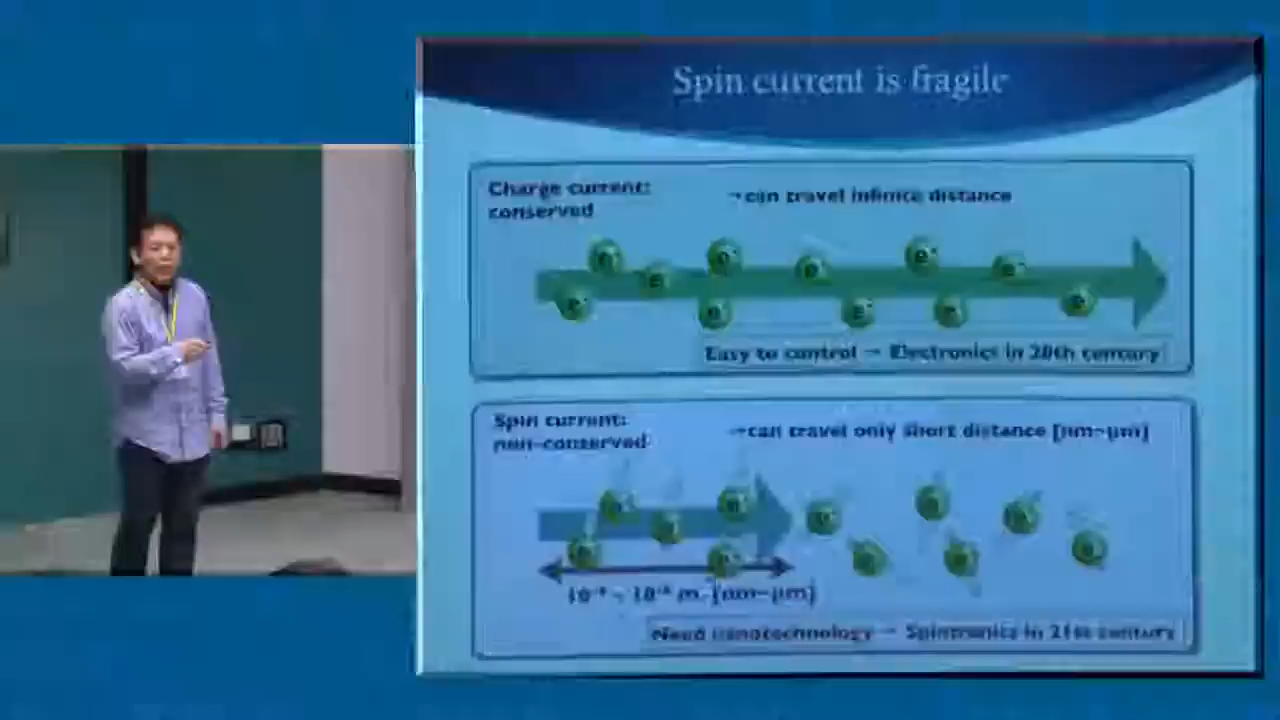 Spin current is fragile
Charge current:
conserved
→can travel infinite distance
e⁻
e⁻
e⁻
e⁻
e⁻
e⁻
e⁻
e⁻
e⁻
e⁻
Easy to control → Electronics in 20th century
Spin current:
non-conserved
→can travel only short distance [nm~μm]
m. [nm~μm]
Need nanotechnology → Spintronics in 21st century